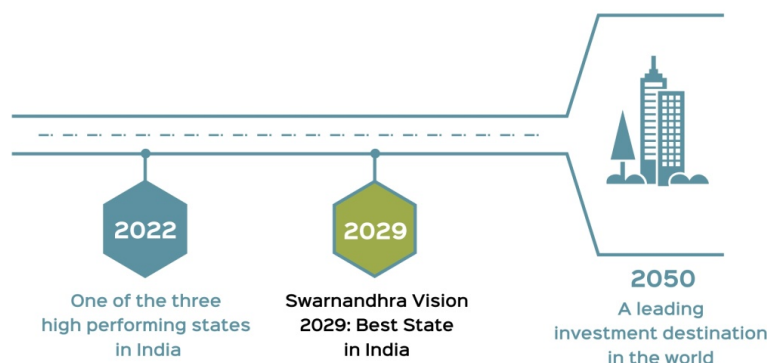 2022
One of the three
high performing states
in India
2029
Swarnandhra Vision
2029: Best State
in India
2050
A leading
investment destination
in the world